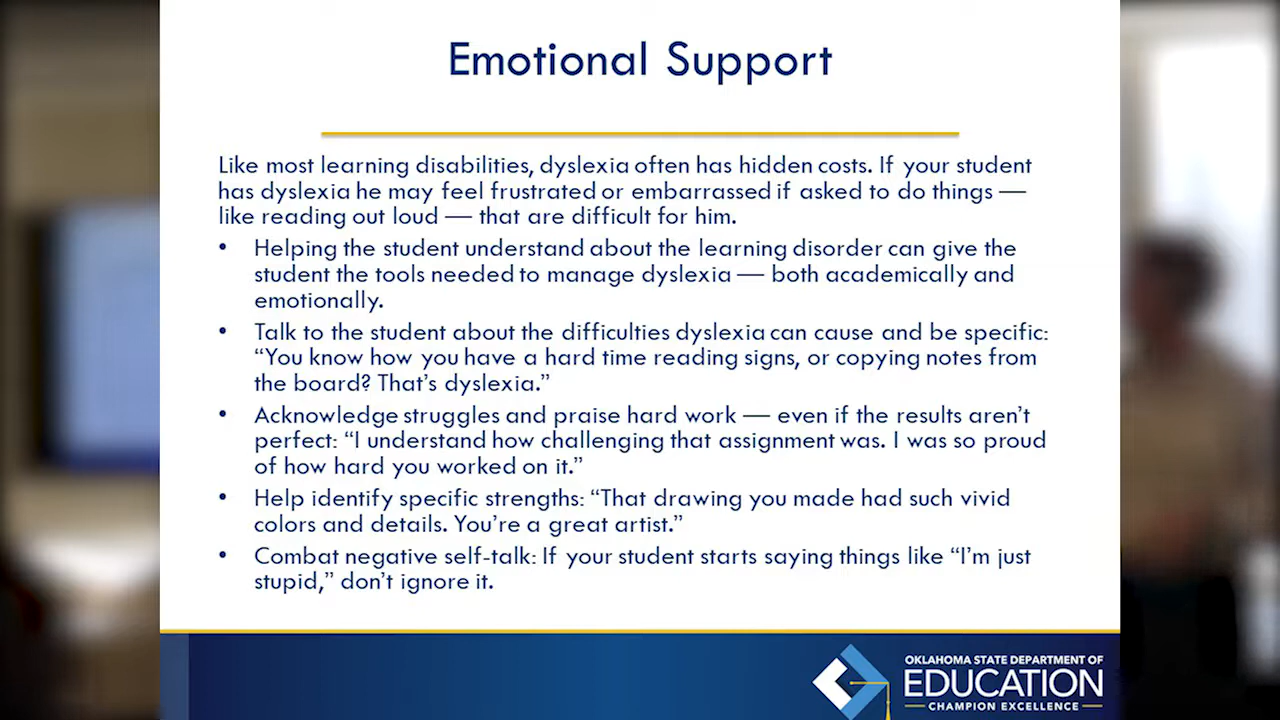 Emotional Support
Like most learning disabilities, dyslexia often has hidden costs. If your student
has dyslexia he may feel frustrated or embarrassed if asked to do things —
like reading out loud — that are difficult for him.
• Helping the student understand about the learning disorder can give the
student the tools needed to manage dyslexia — both academically and
emotionally.
• Talk to the student about the difficulties dyslexia can cause and be specific:
“You know how you have a hard time reading signs, or copying notes from
the board? That’s dyslexia.”
• Acknowledge struggles and praise hard work — even if the results aren’t
perfect: “I understand how challenging that assignment was. I was so proud
of how hard you worked on it.”
• Help identify specific strengths: “That drawing you made had such vivid
colors and details. You’re a great artist.”
• Combat negative self-talk: If your student starts saying things like “I’m just
stupid,” don’t ignore it.
OKLAHOMA STATE DEPARTMENT OF
EDUCATION
CHAMPION EXCELLENCE